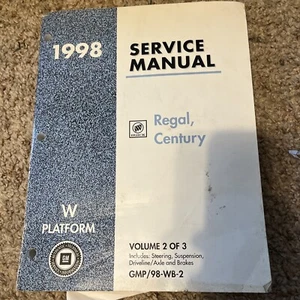 1998
SERVICE
MANUAL
Regal,
Century
W
PLATFORM
VOLUME 2 OF 3
Includes: Steering, Suspension,
Driveline/Axle and Brakes
GMP/98-WB-2
GM